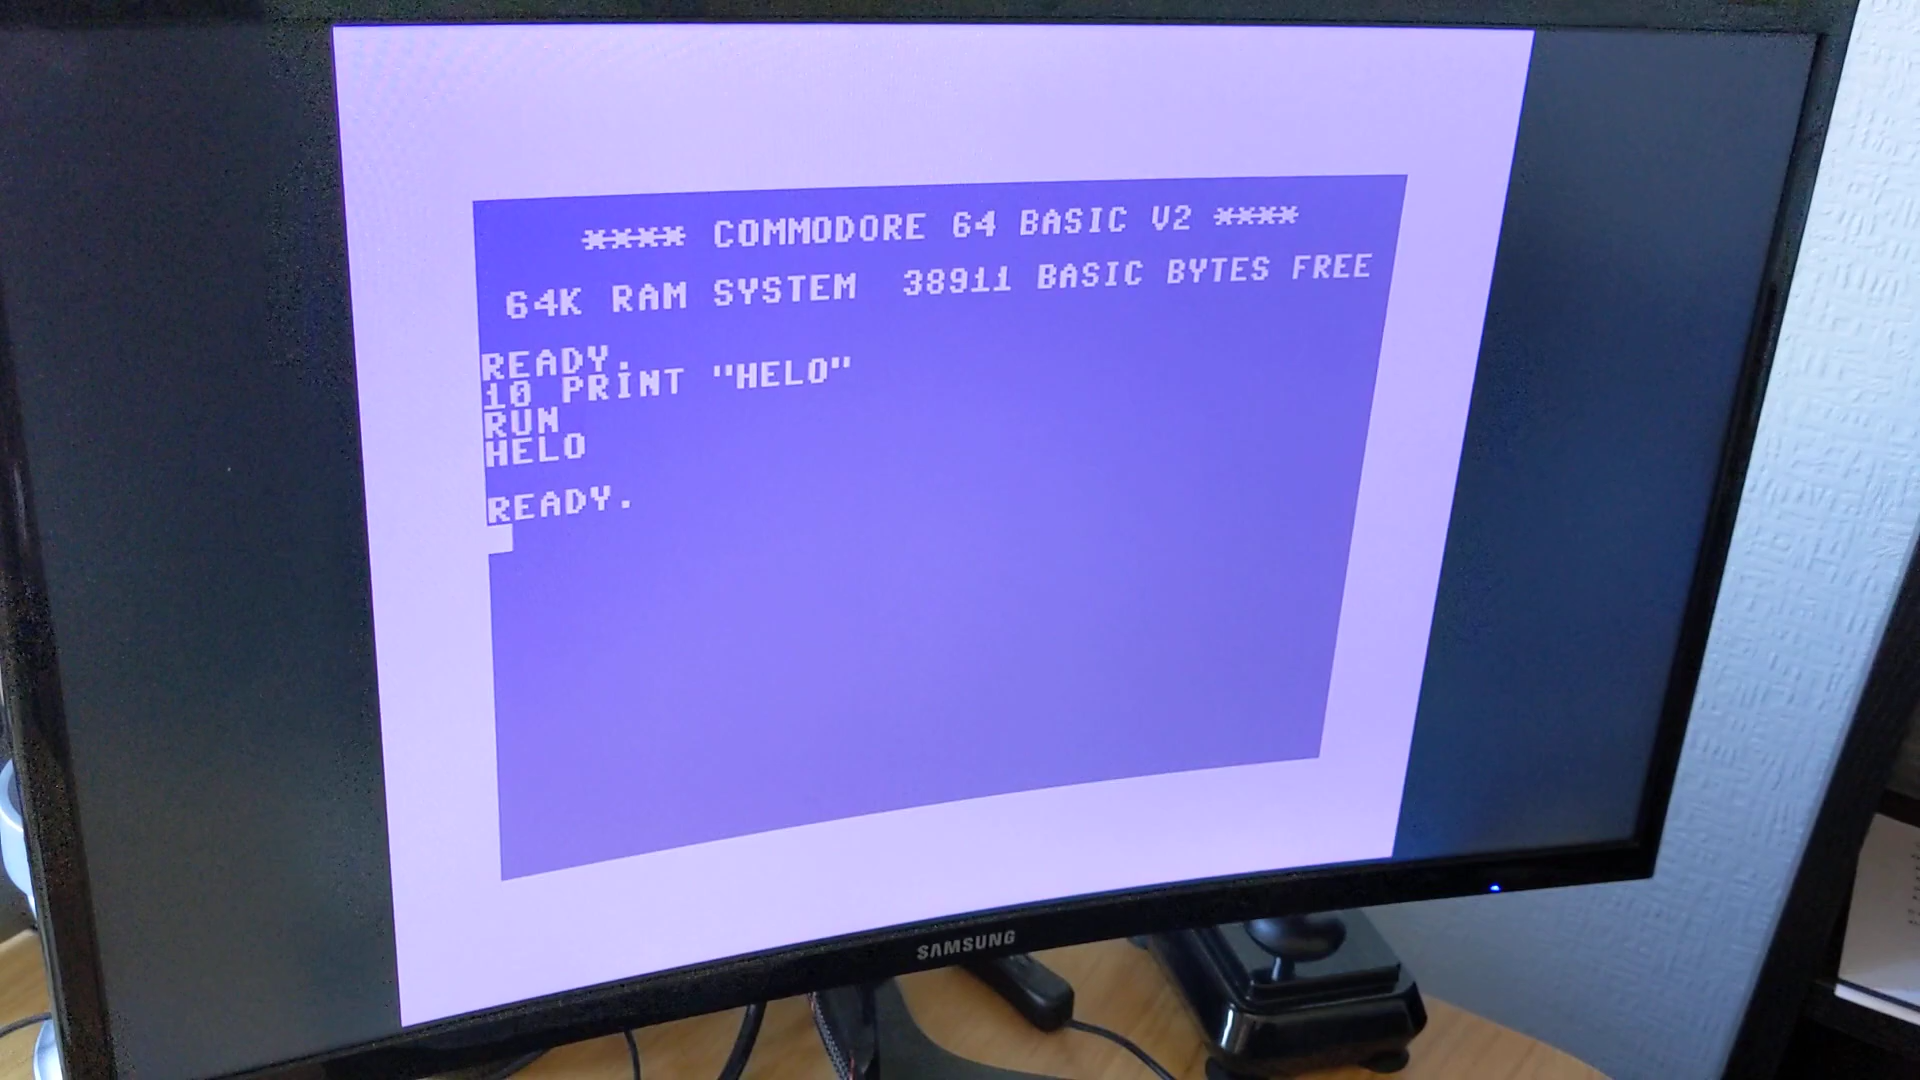 **** COMMODORE 64 BASIC V2 ****
64K RAM SYSTEM  38911 BASIC BYTES FREE
READY.
10 PRINT "HELO"
RUN
HELO
READY.
SAMSUNG